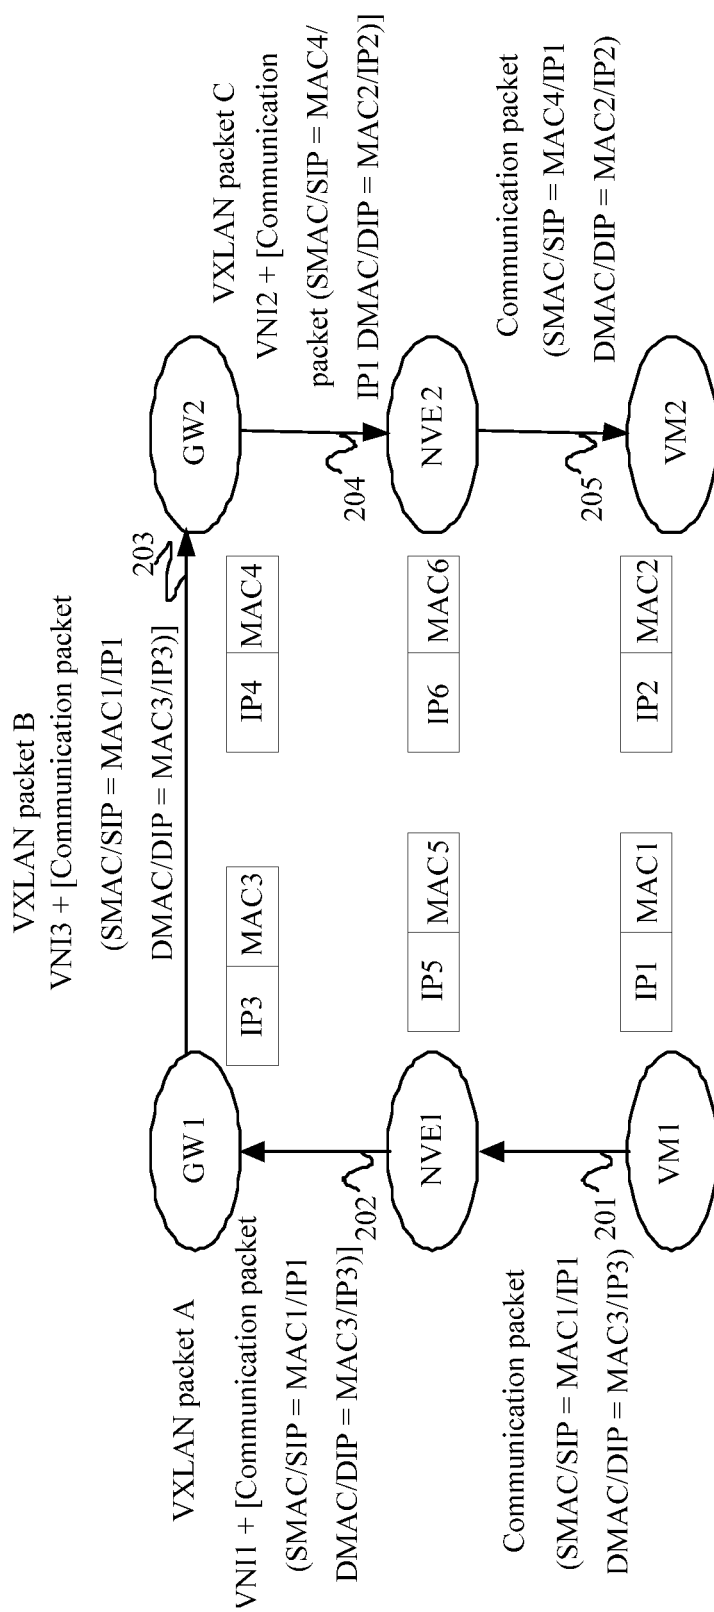 VXLAN packet B
VNI3 + [Communication packet
(SMAC/SIP = MAC1/IP1
DMAC/DIP = MAC3/IP3)]
203
VXLAN packet A
VNI1 + [Communication packet
(SMAC/SIP = MAC1/IP1
DMAC/DIP = MAC3/IP3)]
202
GW1
IP3 MAC3
IP4 MAC4
GW2
VXLAN packet C
VNI2 + [Communication
packet (SMAC/SIP = MAC4/
IP1 DMAC/DIP = MAC2/IP2)]
204
NVE1
IP5 MAC5
IP6 MAC6
NVE2
Communication packet
(SMAC/SIP = MAC1/IP1
DMAC/DIP = MAC3/IP3)
201
Communication packet
(SMAC/SIP = MAC4/IP1
DMAC/DIP = MAC2/IP2)
205
VM1
IP1 MAC1
IP2 MAC2
VM2